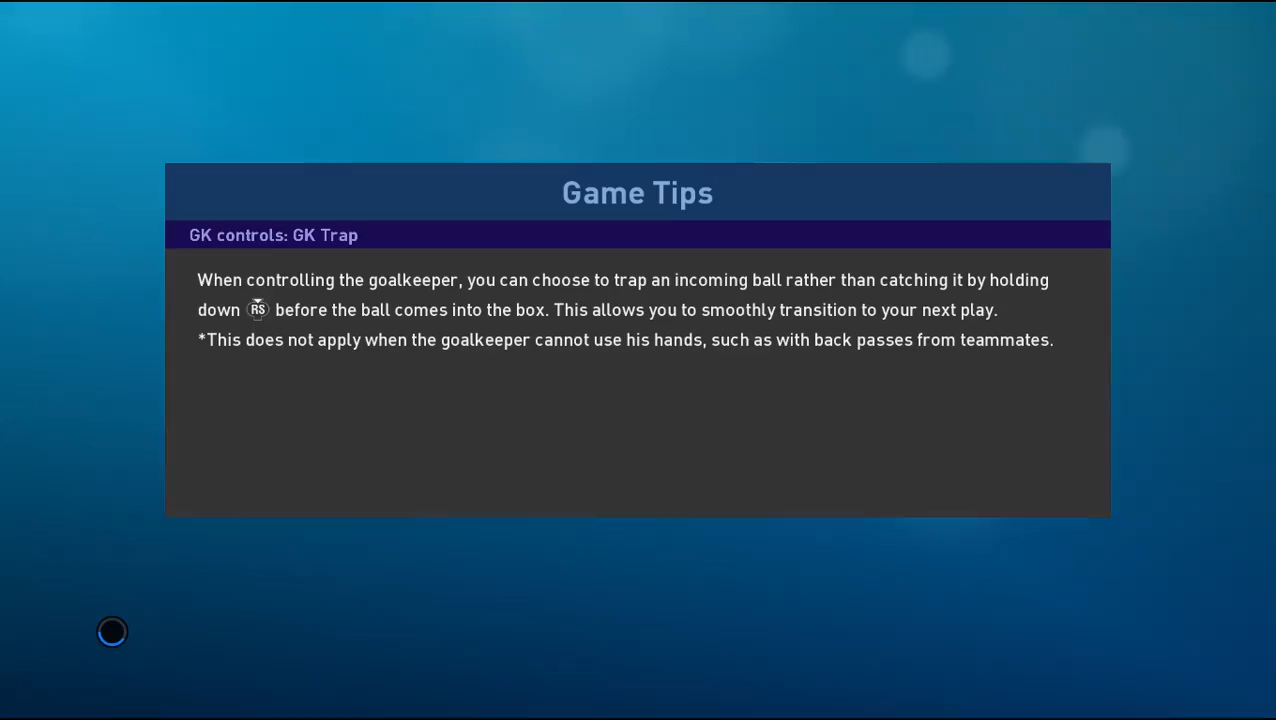 Game Tips
GK controls: GK Trap
When controlling the goalkeeper, you can choose to trap an incoming ball rather than catching it by holding
down RS before the ball comes into the box. This allows you to smoothly transition to your next play.
*This does not apply when the goalkeeper cannot use his hands, such as with back passes from teammates.